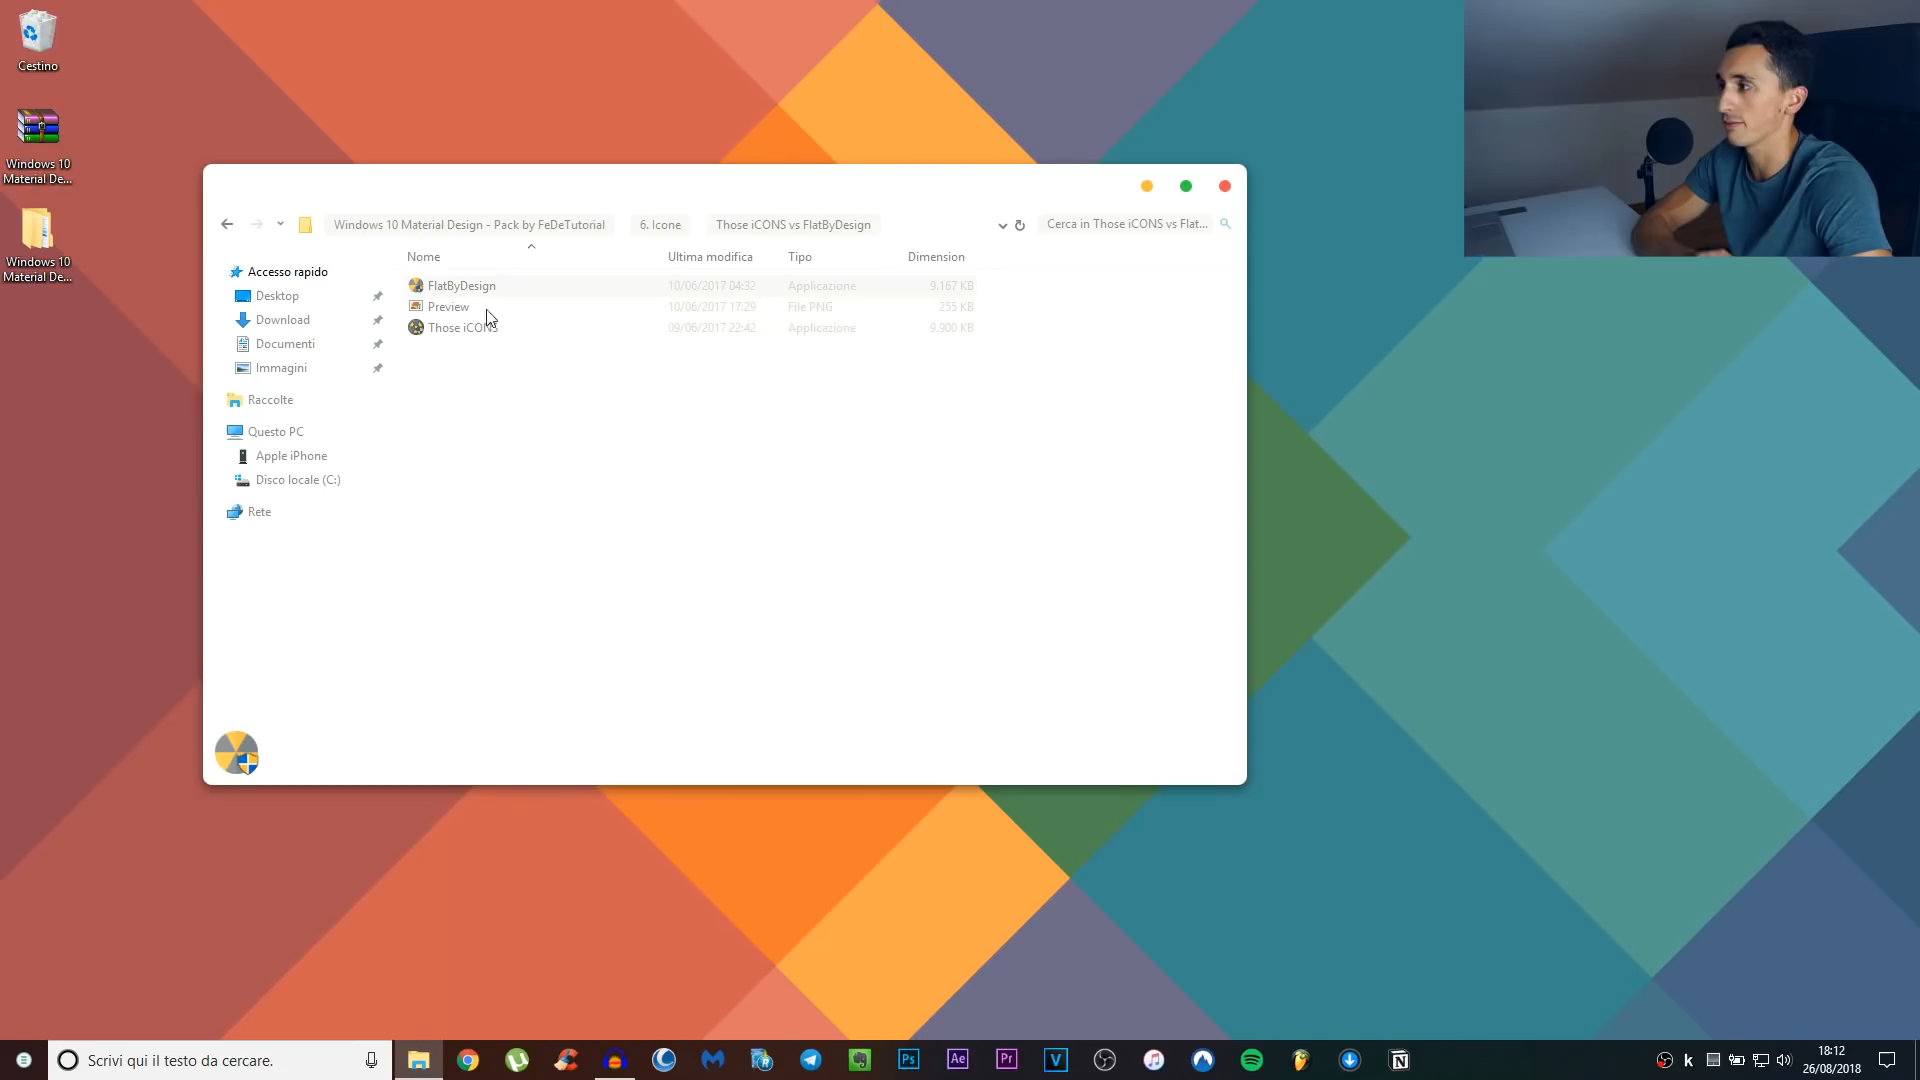 Cestino
Windows 10
Material De...
Windows 10
Material De...
Windows 10 Material Design - Pack by FeDeTutorial
6. Icone
Those iCONS vs FlatByDesign
Cerca in Those iCONS vs Flat...
Nome
Ultima modifica
Tipo
Dimension
FlatByDesign
10/06/2017 04:32
Applicazione
9.167 KB
Preview
10/06/2017 17:29
File PNG
255 KB
Those iCONS
09/06/2017 22:42
Applicazione
9.900 KB
Accesso rapido
Desktop
Download
Documenti
Immagini
Raccolte
Questo PC
Apple iPhone
Disco locale (C:)
Rete
Scrivi qui il testo da cercare.
Ps
Ae
Pr
V
N
k
18:12
26/08/2018